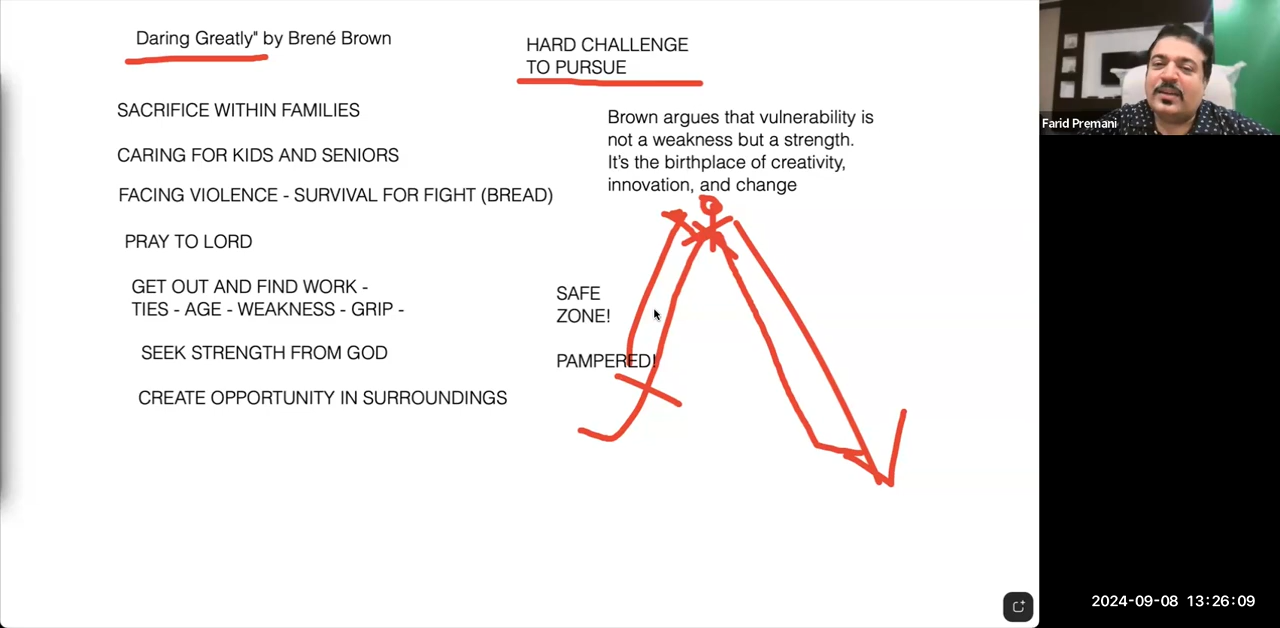 Daring Greatly" by Brené Brown
HARD CHALLENGE
TO PURSUE
SACRIFICE WITHIN FAMILIES
CARING FOR KIDS AND SENIORS
FACING VIOLENCE - SURVIVAL FOR FIGHT (BREAD)
PRAY TO LORD
GET OUT AND FIND WORK -
TIES - AGE - WEAKNESS - GRIP -
SEEK STRENGTH FROM GOD
CREATE OPPORTUNITY IN SURROUNDINGS
Brown argues that vulnerability is
not a weakness but a strength.
It's the birthplace of creativity,
innovation, and change
SAFE
ZONE!
PAMPERED!
Farid Premani
2024-09-08 13:26:09